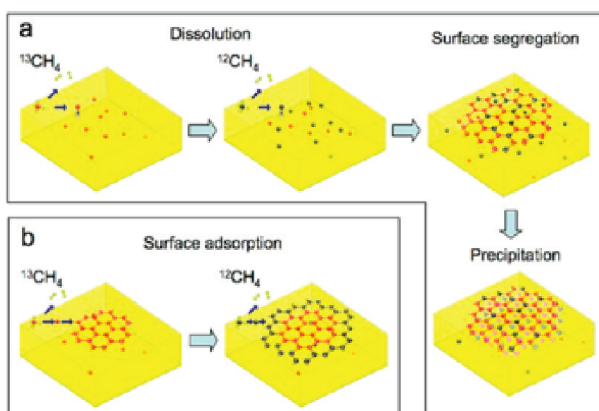 a
Dissolution
Surface segregation
¹³CH₄
¹²CH₄
Precipitation
b
Surface adsorption
¹³CH₄
¹²CH₄